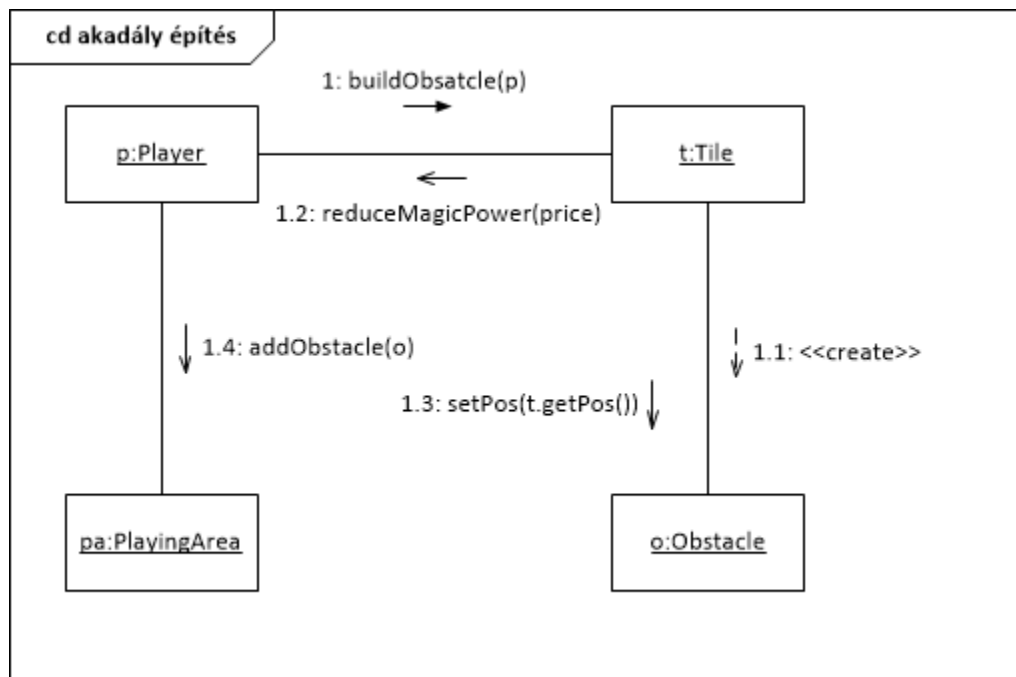 cd akadály építés
1: buildObsatcle(p)
p:Player
t:Tile
1.2: reduceMagicPower(price)
1.4: addObstacle(o)
1.1: <<create>>
1.3: setPos(t.getPos())
pa:PlayingArea
o:Obstacle